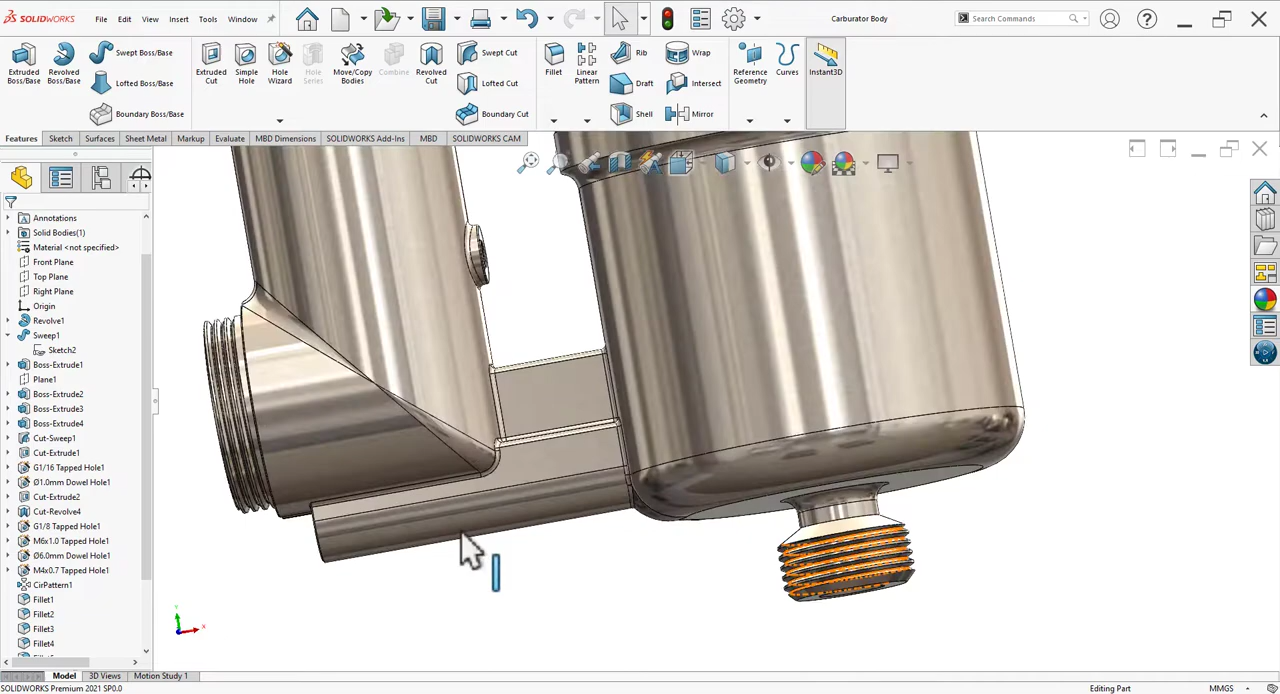 SOLIDWORKS File Edit View Insert Tools Window Carburator Body Search Commands
Extruded Boss/Base
Revolved Boss/Base
Swept Boss/Base
Lofted Boss/Base
Boundary Boss/Base
Extruded Cut
Simple Hole
Hole Wizard
Hole Series
Move/Copy Bodies
Combine
Revolved Cut
Swept Cut
Lofted Cut
Boundary Cut
Fillet
Linear Pattern
Rib
Draft
Shell
Wrap
Intersect
Mirror
Reference Geometry
Curves
Instant3D
Features Sketch Surfaces Sheet Metal Markup Evaluate MBD Dimensions SOLIDWORKS Add-Ins MBD SOLIDWORKS CAM
Annotations
Solid Bodies(1)
Material <not specified>
Front Plane
Top Plane
Right Plane
Origin
Revolve1
Sweep1
Sketch2
Boss-Extrude1
Plane1
Boss-Extrude2
Boss-Extrude3
Boss-Extrude4
Cut-Sweep1
Cut-Extrude1
G1/16 Tapped Hole1
Ø1.0mm Dowel Hole1
Cut-Extrude2
Cut-Revolve4
G1/8 Tapped Hole1
M6x1.0 Tapped Hole1
Ø6.0mm Dowel Hole1
M4x0.7 Tapped Hole1
CirPattern1
Fillet1
Fillet2
Fillet3
Fillet4
Y
X
Model 3D Views Motion Study 1
SOLIDWORKS Premium 2021 SP0.0 Editing Part MMGS